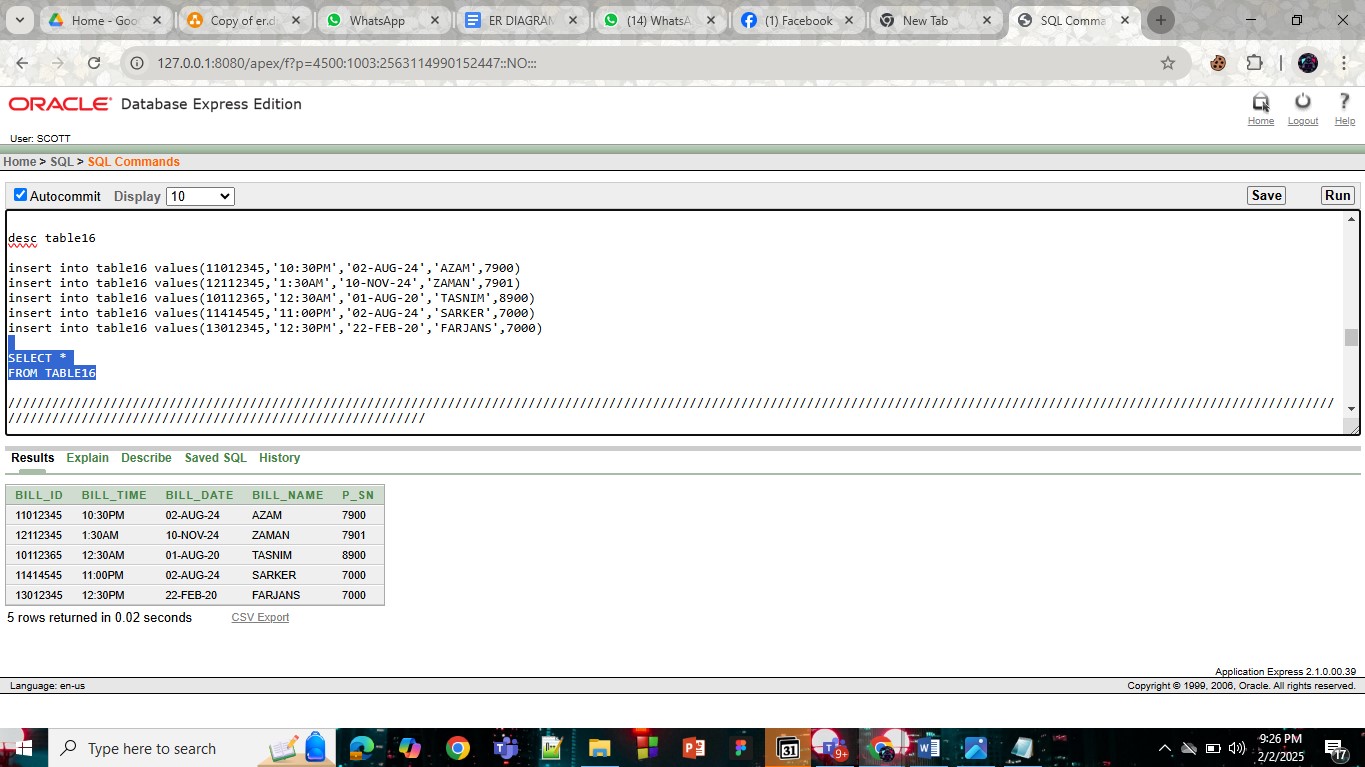 Home - Goo
Copy of er.d
WhatsApp
ER DIAGRAM
(14) WhatsA
(1) Facebook
New Tab
SQL Comma
127.0.0.1:8080/apex/f?p=4500:1003:2563114990152447::NO:::
ORACLE Database Express Edition
Home Logout Help
User: SCOTT
Home > SQL > SQL Commands
Autocommit Display 10 Save Run
desc table16
insert into table16 values(11012345,'10:30PM','02-AUG-24','AZAM',7900)
insert into table16 values(12112345,'1:30AM','10-NOV-24','ZAMAN',7901)
insert into table16 values(10112365,'12:30AM','01-AUG-20','TASNIM',8900)
insert into table16 values(11414545,'11:00PM','02-AUG-24','SARKER',7000)
insert into table16 values(13012345,'12:30PM','22-FEB-20','FARJANS',7000)
SELECT *
FROM TABLE16
Results Explain Describe Saved SQL History
BILL_ID BILL_TIME BILL_DATE BILL_NAME P_SN
11012345 10:30PM 02-AUG-24 AZAM 7900
12112345 1:30AM 10-NOV-24 ZAMAN 7901
10112365 12:30AM 01-AUG-20 TASNIM 8900
11414545 11:00PM 02-AUG-24 SARKER 7000
13012345 12:30PM 22-FEB-20 FARJANS 7000
5 rows returned in 0.02 seconds CSV Export
Application Express 2.1.0.00.39
Language: en-us Copyright © 1999, 2006, Oracle. All rights reserved.
Type here to search
31
9+
9:26 PM
2/2/2025
17